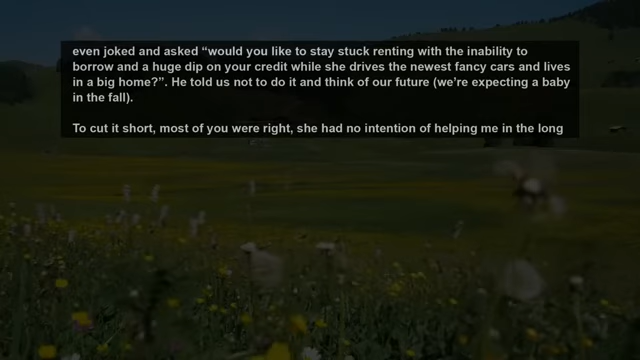 even joked and asked “would you like to stay stuck renting with the inability to
borrow and a huge dip on your credit while she drives the newest fancy cars and lives
in a big home?”. He told us not to do it and think of our future (we’re expecting a baby
in the fall).
To cut it short, most of you were right, she had no intention of helping me in the long